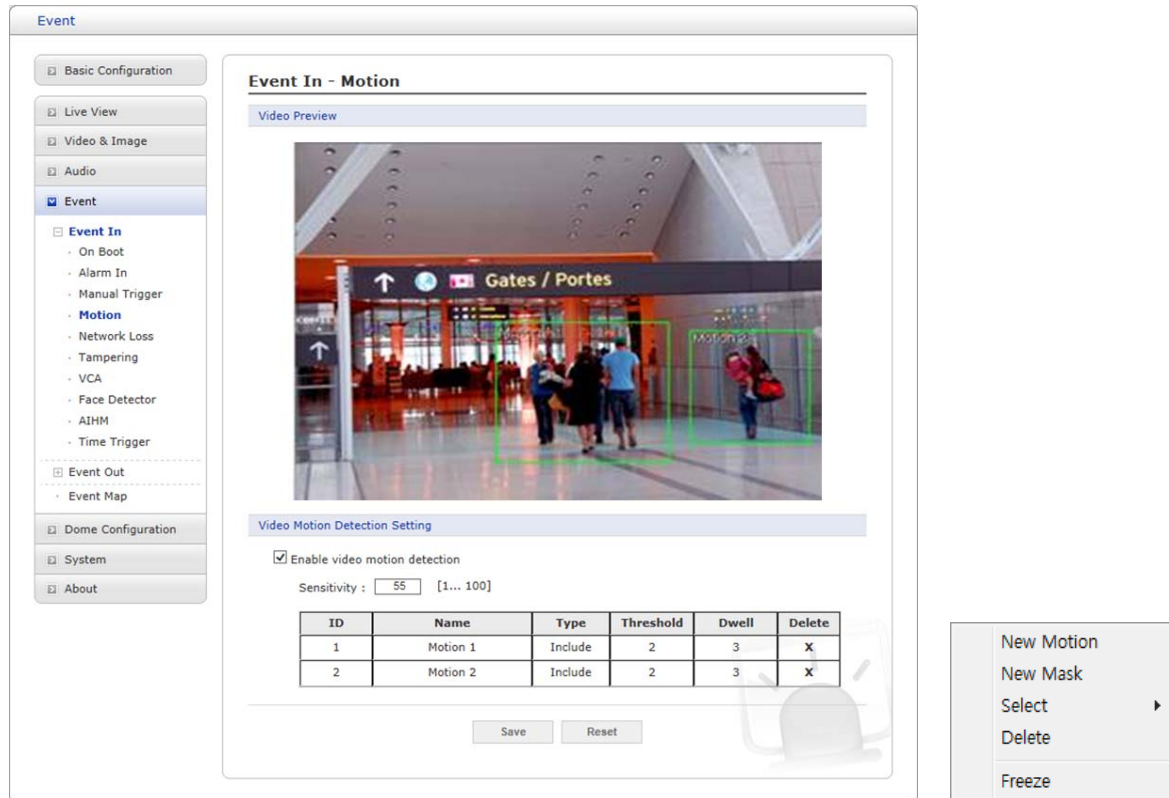 Event
Basic Configuration
Live View
Video & Image
Audio
Event
Event In
On Boot
Alarm In
Manual Trigger
Motion
Network Loss
Tampering
VCA
Face Detector
AIHM
Time Trigger
Event Out
Event Map
Dome Configuration
System
About
Event In - Motion
Video Preview
Gates / Portes
Motion 2
Video Motion Detection Setting
Enable video motion detection
Sensitivity : 55 [1... 100]
ID Name Type Threshold Dwell Delete
1 Motion 1 Include 2 3 X
2 Motion 2 Include 2 3 X
Save Reset
New Motion
New Mask
Select
Delete
Freeze